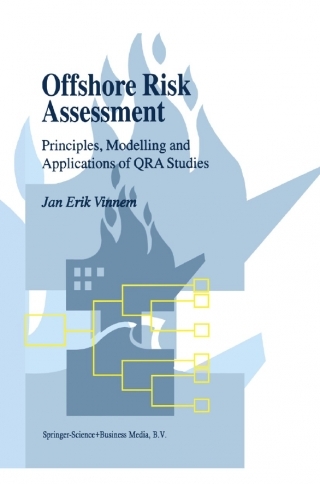 Offshore Risk
Assessment
Principles, Modelling and
Applications of QRA Studies
Jan Erik Vinnem
Springer-Science+Business Media, B.V.